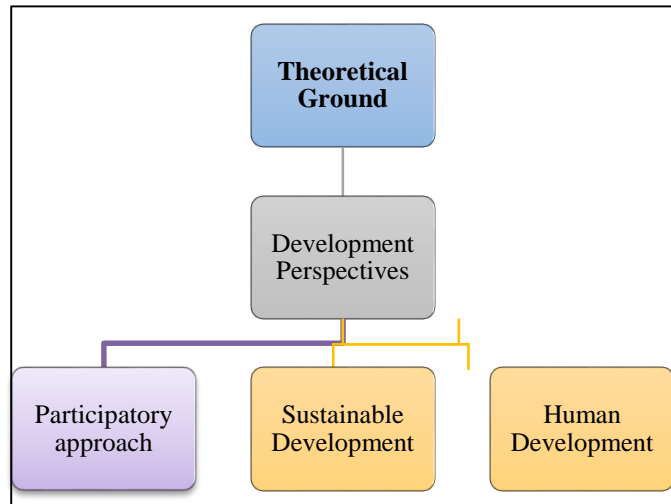 Theoretical
Ground
Development
Perspectives
Participatory
approach
Sustainable
Development
Human
Development